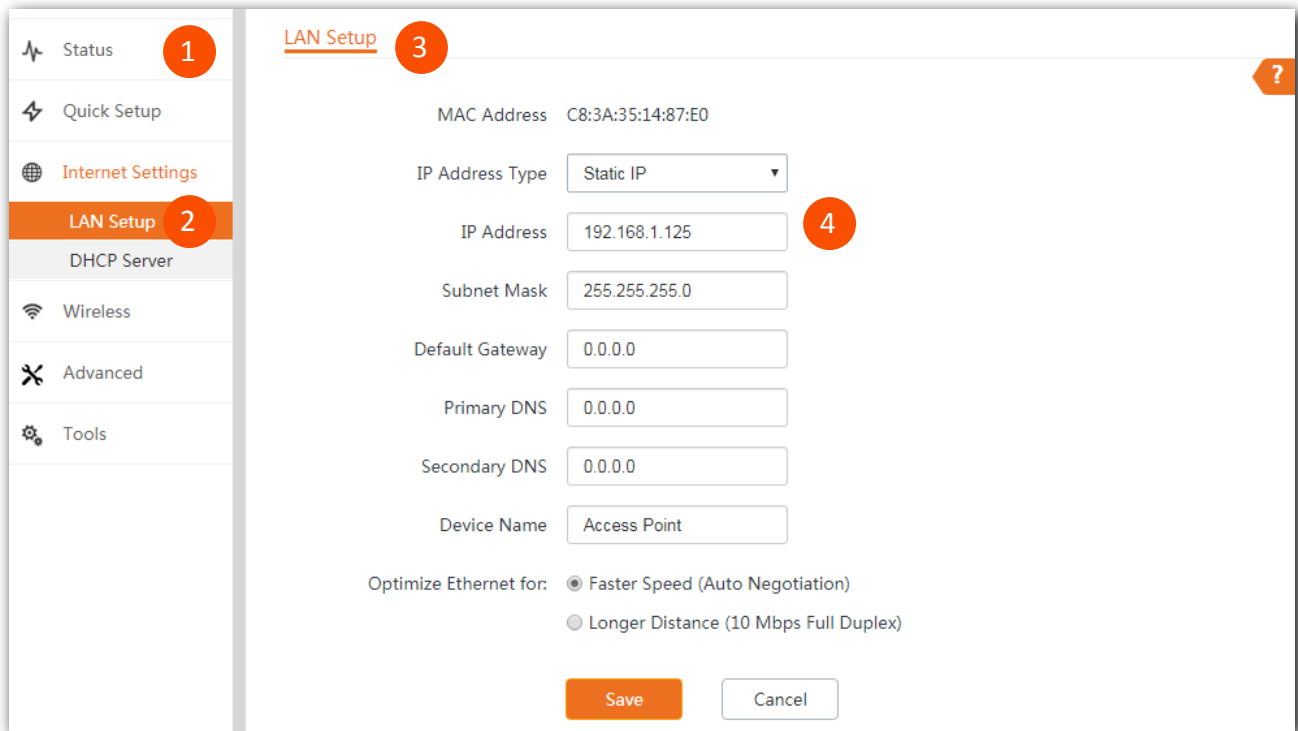 Status 1
Quick Setup
Internet Settings
LAN Setup 2
DHCP Server
Wireless
Advanced
Tools
LAN Setup 3
?
MAC Address C8:3A:35:14:87:E0
IP Address Type Static IP
IP Address 192.168.1.125 4
Subnet Mask 255.255.255.0
Default Gateway 0.0.0.0
Primary DNS 0.0.0.0
Secondary DNS 0.0.0.0
Device Name Access Point
Optimize Ethernet for: Faster Speed (Auto Negotiation)
Longer Distance (10 Mbps Full Duplex)
Save Cancel